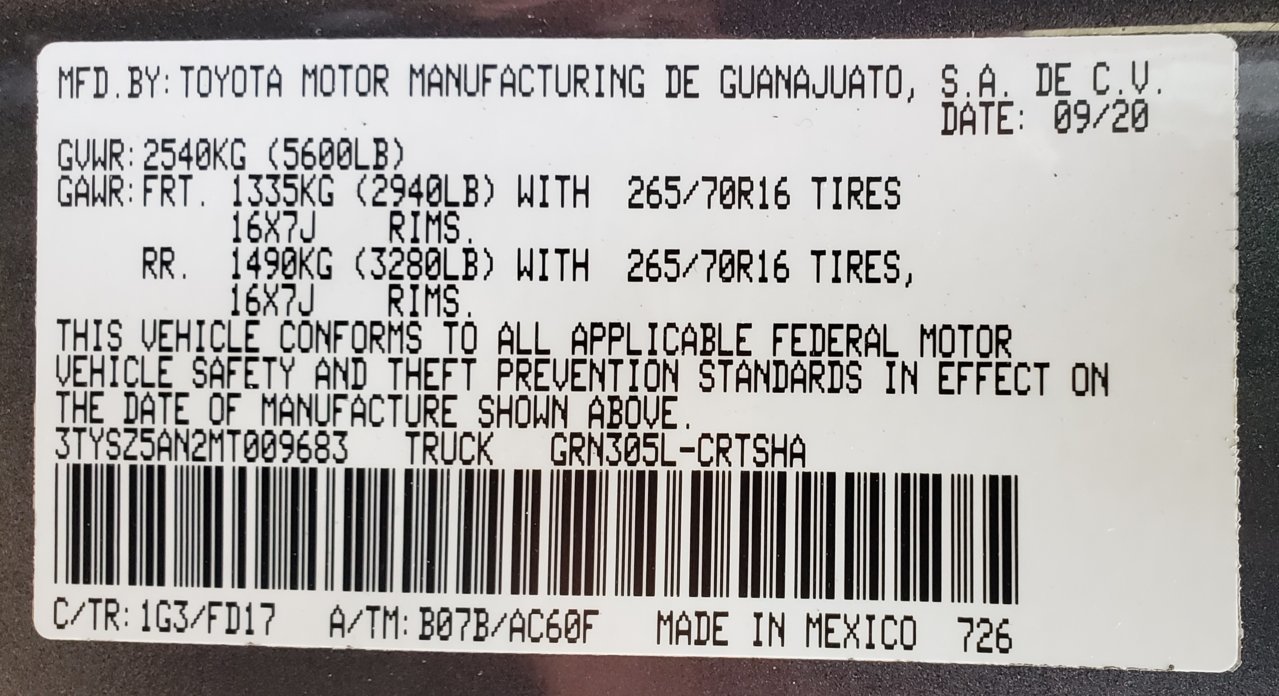 MFD.BY: TOYOTA MOTOR MANUFACTURING DE GUANAJUATO, S.A. DE C.V.
DATE: 09/20
GVWR: 2540KG (5600LB)
GAWR: FRT. 1335KG (2940LB) WITH 265/70R16 TIRES
16X7J RIMS.
RR. 1490KG (3280LB) WITH 265/70R16 TIRES,
16X7J RIMS.
THIS VEHICLE CONFORMS TO ALL APPLICABLE FEDERAL MOTOR
VEHICLE SAFETY AND THEFT PREVENTION STANDARDS IN EFFECT ON
THE DATE OF MANUFACTURE SHOWN ABOVE.
3TYSZ5AN2MT009683 TRUCK GRN305L-CRTSHA
C/TR: 1G3/FD17 A/TM: B07B/AC60F MADE IN MEXICO 726